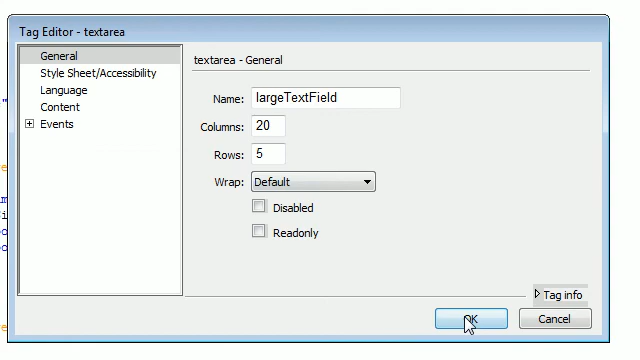 Tag Editor - textarea
General
Style Sheet/Accessibility
Language
Content
Events
textarea - General
Name: largeTextField
Columns: 20
Rows: 5
Wrap: Default
Disabled
Readonly
Tag info
OK Cancel